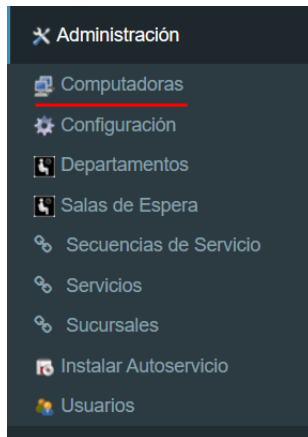 Administración
Computadoras
Configuración
Departamentos
Salas de Espera
Secuencias de Servicio
Servicios
Sucursales
Instalar Autoservicio
Usuarios